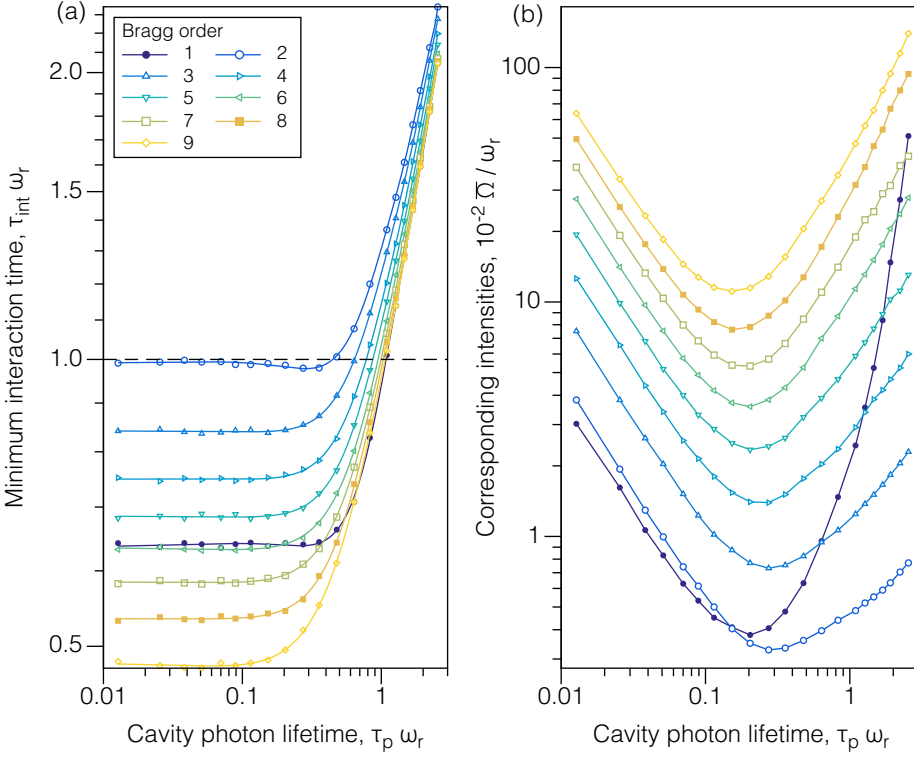 (a)
Bragg order
1 2
3 4
5 6
7 8
9
Minimum interaction time, τint ωr
2.0
1.5
1.0
0.5
0.01 0.1 1
Cavity photon lifetime, τp ωr
(b)
Corresponding intensities, 10-2 Ω̅ / ωr
100
10
1
0.01 0.1 1
Cavity photon lifetime, τp ωr